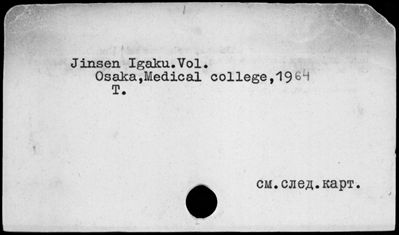 Jinsen Igaku.Vol.
Osaka,Medical college,1964
T.
см.след.карт.